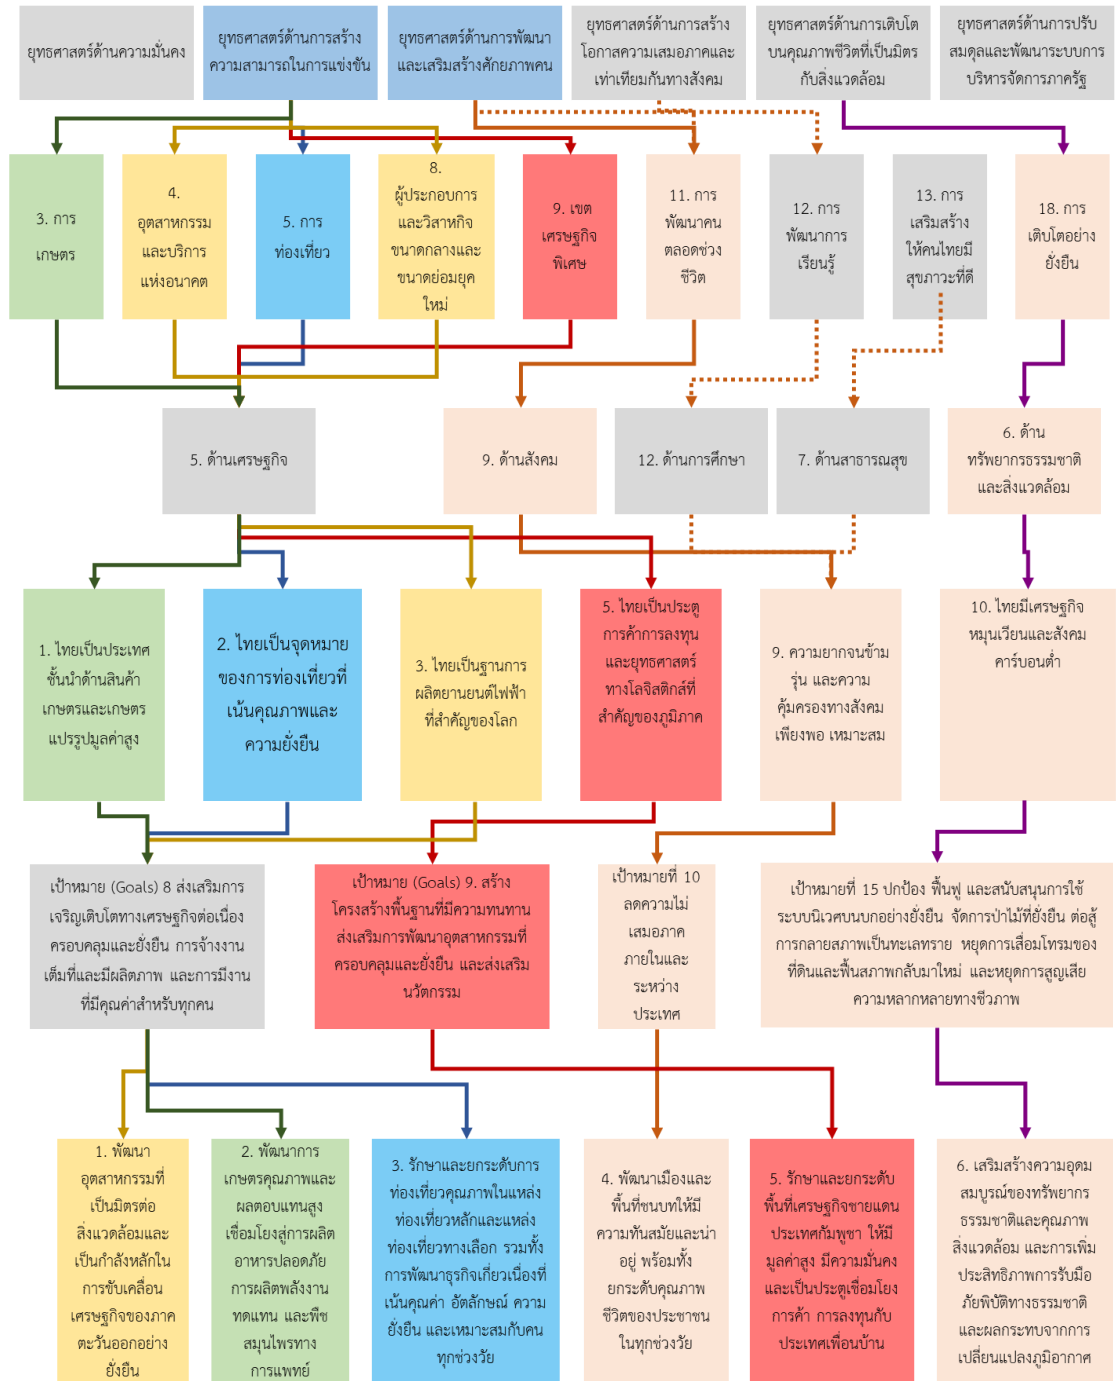 ยุทธศาสตร์ด้านความมั่นคง
ยุทธศาสตร์ด้านการสร้าง
ความสามารถในการแข่งขัน
ยุทธศาสตร์ด้านการพัฒนา
และเสริมสร้างศักยภาพคน
ยุทธศาสตร์ด้านการสร้าง
โอกาสความเสมอภาคและ
เท่าเทียมกันทางสังคม
ยุทธศาสตร์ด้านการเติบโต
บนคุณภาพชีวิตที่เป็นมิตร
กับสิ่งแวดล้อม
ยุทธศาสตร์ด้านการปรับ
สมดุลและพัฒนาระบบการ
บริหารจัดการภาครัฐ
3. การ
เกษตร
4.
อุตสาหกรรม
และบริการ
แห่งอนาคต
5. การ
ท่องเที่ยว
8.
ผู้ประกอบการ
และวิสาหกิจ
ขนาดกลางและ
ขนาดย่อมยุค
ใหม่
9. เขต
เศรษฐกิจ
พิเศษ
11. การ
พัฒนาคน
ตลอดช่วง
ชีวิต
12. การ
พัฒนาการ
เรียนรู้
13. การ
เสริมสร้าง
ให้คนไทยมี
สุขภาวะที่ดี
18. การ
เติบโตอย่าง
ยั่งยืน
5. ด้านเศรษฐกิจ
9. ด้านสังคม
12. ด้านการศึกษา
7. ด้านสาธารณสุข
6. ด้าน
ทรัพยากรธรรมชาติ
และสิ่งแวดล้อม
1. ไทยเป็นประเทศ
ชั้นนำด้านสินค้า
เกษตรและเกษตร
แปรรูปมูลค่าสูง
2. ไทยเป็นจุดหมาย
ของการท่องเที่ยวที่
เน้นคุณภาพและ
ความยั่งยืน
3. ไทยเป็นฐานการ
ผลิตยานยนต์ไฟฟ้า
ที่สำคัญของโลก
5. ไทยเป็นประตู
การค้าการลงทุน
และยุทธศาสตร์
ทางโลจิสติกส์ที่
สำคัญของภูมิภาค
9. ความยากจนข้าม
รุ่น และความ
คุ้มครองทางสังคม
เพียงพอ เหมาะสม
10. ไทยมีเศรษฐกิจ
หมุนเวียนและสังคม
คาร์บอนต่ำ
เป้าหมาย (Goals) 8 ส่งเสริมการ
เจริญเติบโตทางเศรษฐกิจต่อเนื่อง
ครอบคลุมและยั่งยืน การจ้างงาน
เต็มที่และมีผลิตภาพ และการมีงาน
ที่มีคุณค่าสำหรับทุกคน
เป้าหมาย (Goals) 9. สร้าง
โครงสร้างพื้นฐานที่มีความทนทาน
ส่งเสริมการพัฒนาอุตสาหกรรมที่
ครอบคลุมและยั่งยืน และส่งเสริม
นวัตกรรม
เป้าหมายที่ 10
ลดความไม่
เสมอภาค
ภายในและ
ระหว่าง
ประเทศ
เป้าหมายที่ 15 ปกป้อง ฟื้นฟู และสนับสนุนการใช้
ระบบนิเวศบนบกอย่างยั่งยืน จัดการป่าไม้ที่ยั่งยืน ต่อสู้
การกลายสภาพเป็นทะเลทราย หยุดการเสื่อมโทรมของ
ที่ดินและฟื้นสภาพกลับมาใหม่ และหยุดการสูญเสีย
ความหลากหลายทางชีวภาพ
1. พัฒนา
อุตสาหกรรมที่
เป็นมิตรต่อ
สิ่งแวดล้อมและ
เป็นกำลังหลักใน
การขับเคลื่อน
เศรษฐกิจของภาค
ตะวันออกอย่าง
ยั่งยืน
2. พัฒนาการ
เกษตรคุณภาพและ
ผลตอบแทนสูง
เชื่อมโยงสู่การผลิต
อาหารปลอดภัย
การผลิตพลังงาน
ทดแทน และพืช
สมุนไพรทาง
การแพทย์
3. รักษาและยกระดับการ
ท่องเที่ยวคุณภาพในแหล่ง
ท่องเที่ยวหลักและแหล่ง
ท่องเที่ยวทางเลือก รวมทั้ง
การพัฒนาธุรกิจเกี่ยวเนื่องที่
เน้นคุณค่า อัตลักษณ์ ความ
ยั่งยืน และเหมาะสมกับคน
ทุกช่วงวัย
4. พัฒนาเมืองและ
พื้นที่ชนบทให้มี
ความทันสมัยและน่า
อยู่ พร้อมทั้ง
ยกระดับคุณภาพ
ชีวิตของประชาชน
ในทุกช่วงวัย
5. รักษาและยกระดับ
พื้นที่เศรษฐกิจชายแดน
ประเทศกัมพูชา ให้มี
มูลค่าสูง มีความมั่นคง
และเป็นประตูเชื่อมโยง
การค้า การลงทุนกับ
ประเทศเพื่อนบ้าน
6. เสริมสร้างความอุดม
สมบูรณ์ของทรัพยากร
ธรรมชาติและคุณภาพ
สิ่งแวดล้อม และการเพิ่ม
ประสิทธิภาพการรับมือ
ภัยพิบัติทางธรรมชาติ
และผลกระทบจากการ
เปลี่ยนแปลงภูมิอากาศ